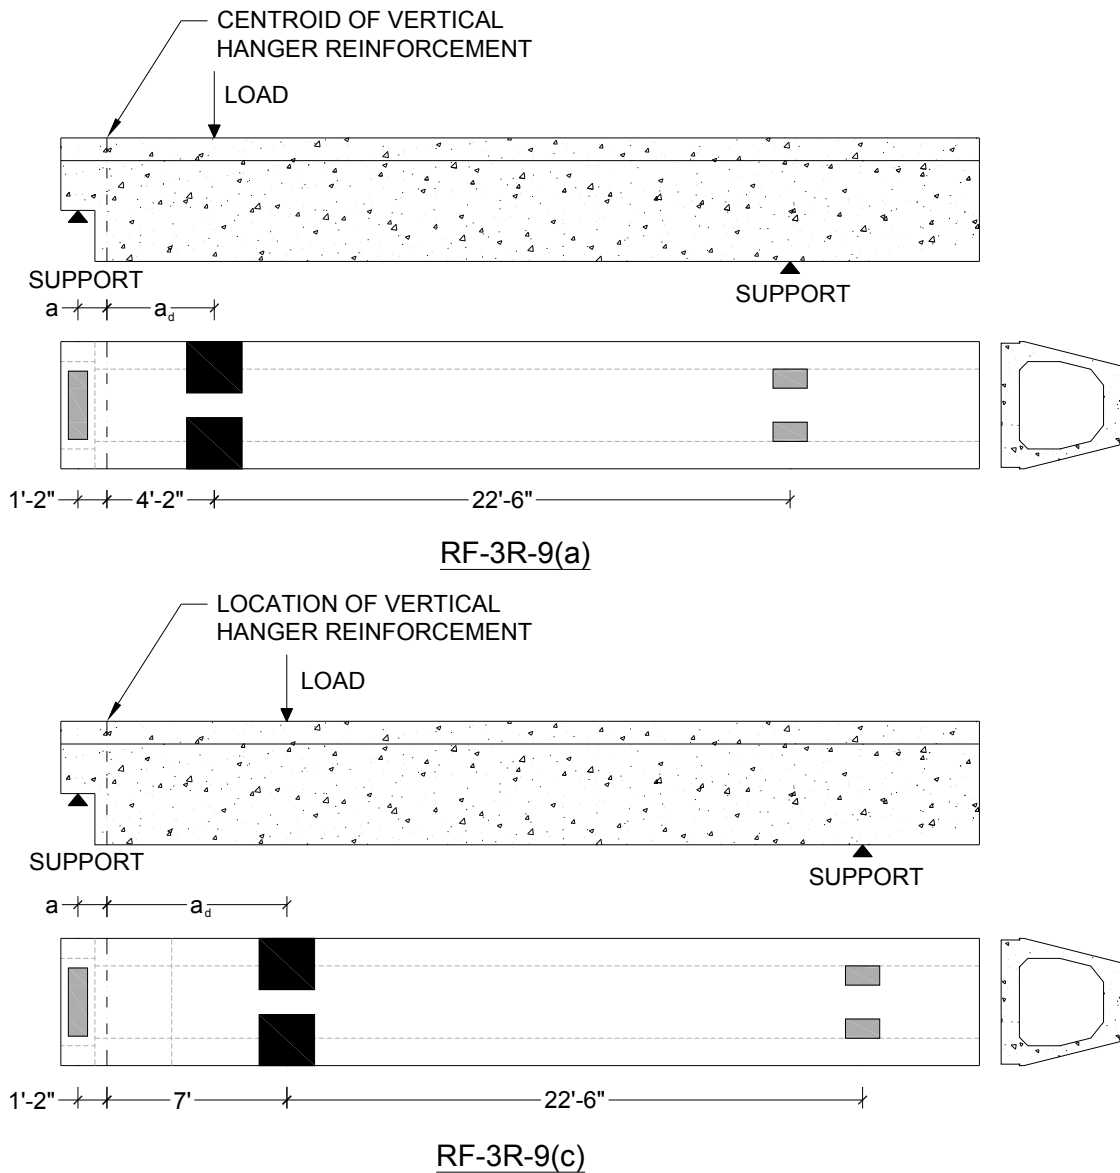 CENTROID OF VERTICAL
HANGER REINFORCEMENT
LOAD
SUPPORT
SUPPORT
a
a_d
1'-2"
4'-2"
22'-6"
RF-3R-9(a)
LOCATION OF VERTICAL
HANGER REINFORCEMENT
LOAD
SUPPORT
SUPPORT
a
a_d
1'-2"
7'
22'-6"
RF-3R-9(c)